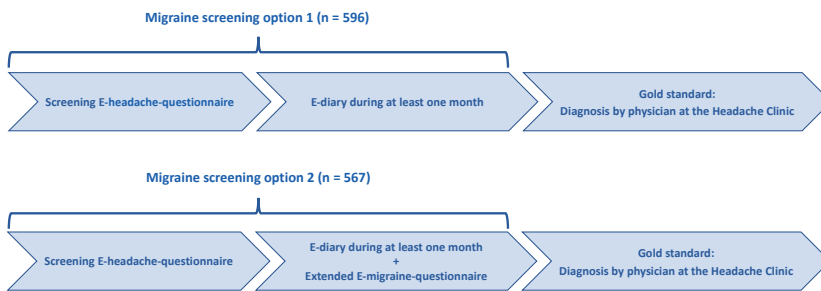 Migraine screening option 1 (n = 596)
Screening E-headache-questionnaire
E-diary during at least one month
Gold standard:
Diagnosis by physician at the Headache Clinic
Migraine screening option 2 (n = 567)
Screening E-headache-questionnaire
E-diary during at least one month
+
Extended E-migraine-questionnaire
Gold standard:
Diagnosis by physician at the Headache Clinic